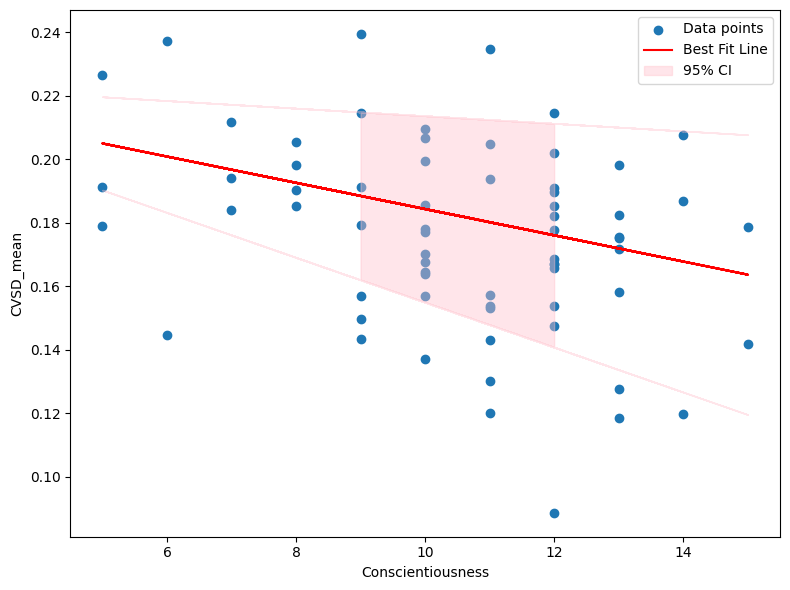 Data points
Best Fit Line
95% CI
CVSD_mean
0.24
0.22
0.20
0.18
0.16
0.14
0.12
0.10
6 8 10 12 14
Conscientiousness